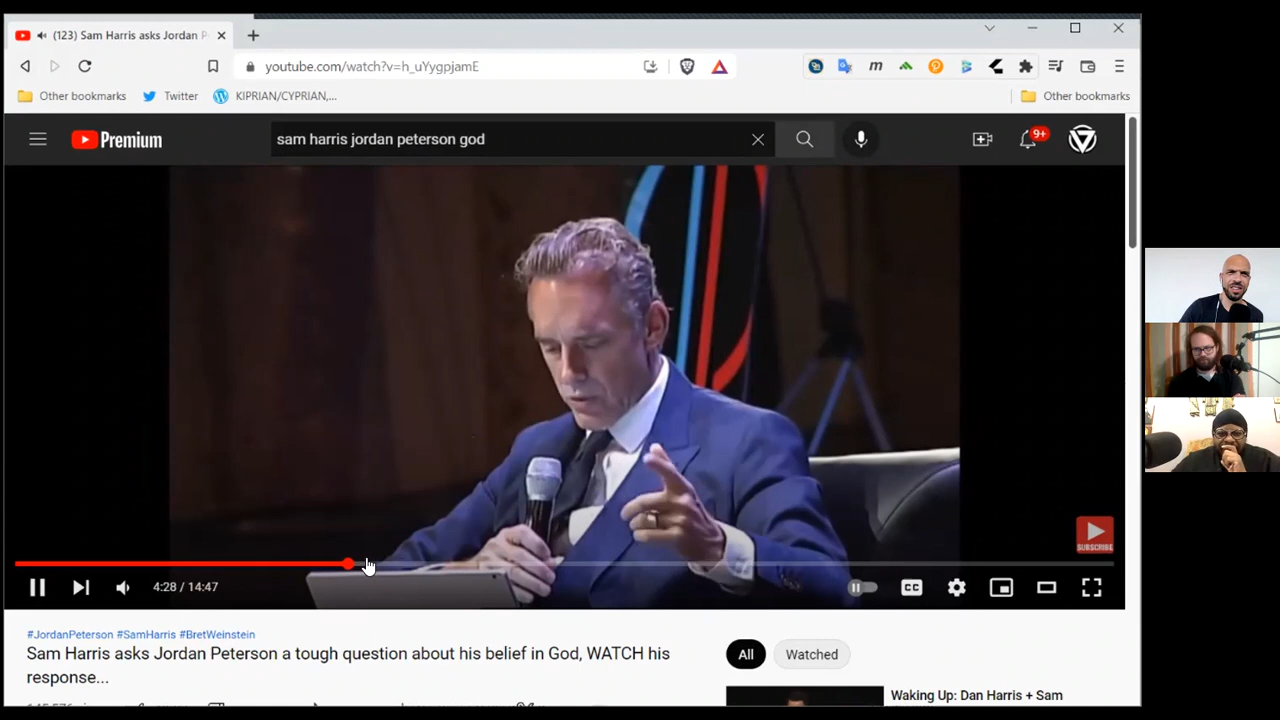 (123) Sam Harris asks Jordan P
youtube.com/watch?v=h_uYygpjamE
Other bookmarks
Twitter
KIPRIAN/CYPRIAN,...
Other bookmarks
Premium
sam harris jordan peterson god
9+
SUBSCRIBE
4:28 / 14:47
CC
#JordanPeterson #SamHarris #BretWeinstein
Sam Harris asks Jordan Peterson a tough question about his belief in God, WATCH his
response...
All
Watched
Waking Up: Dan Harris + Sam